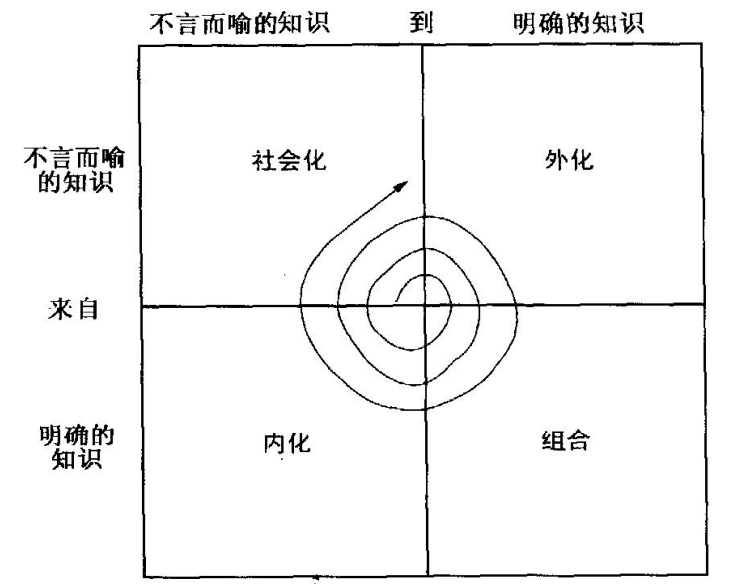 不言而喻的知识 到 明确的知识
不言而喻
的知识
社会化
外化
来自
明确的
知识
内化
组合